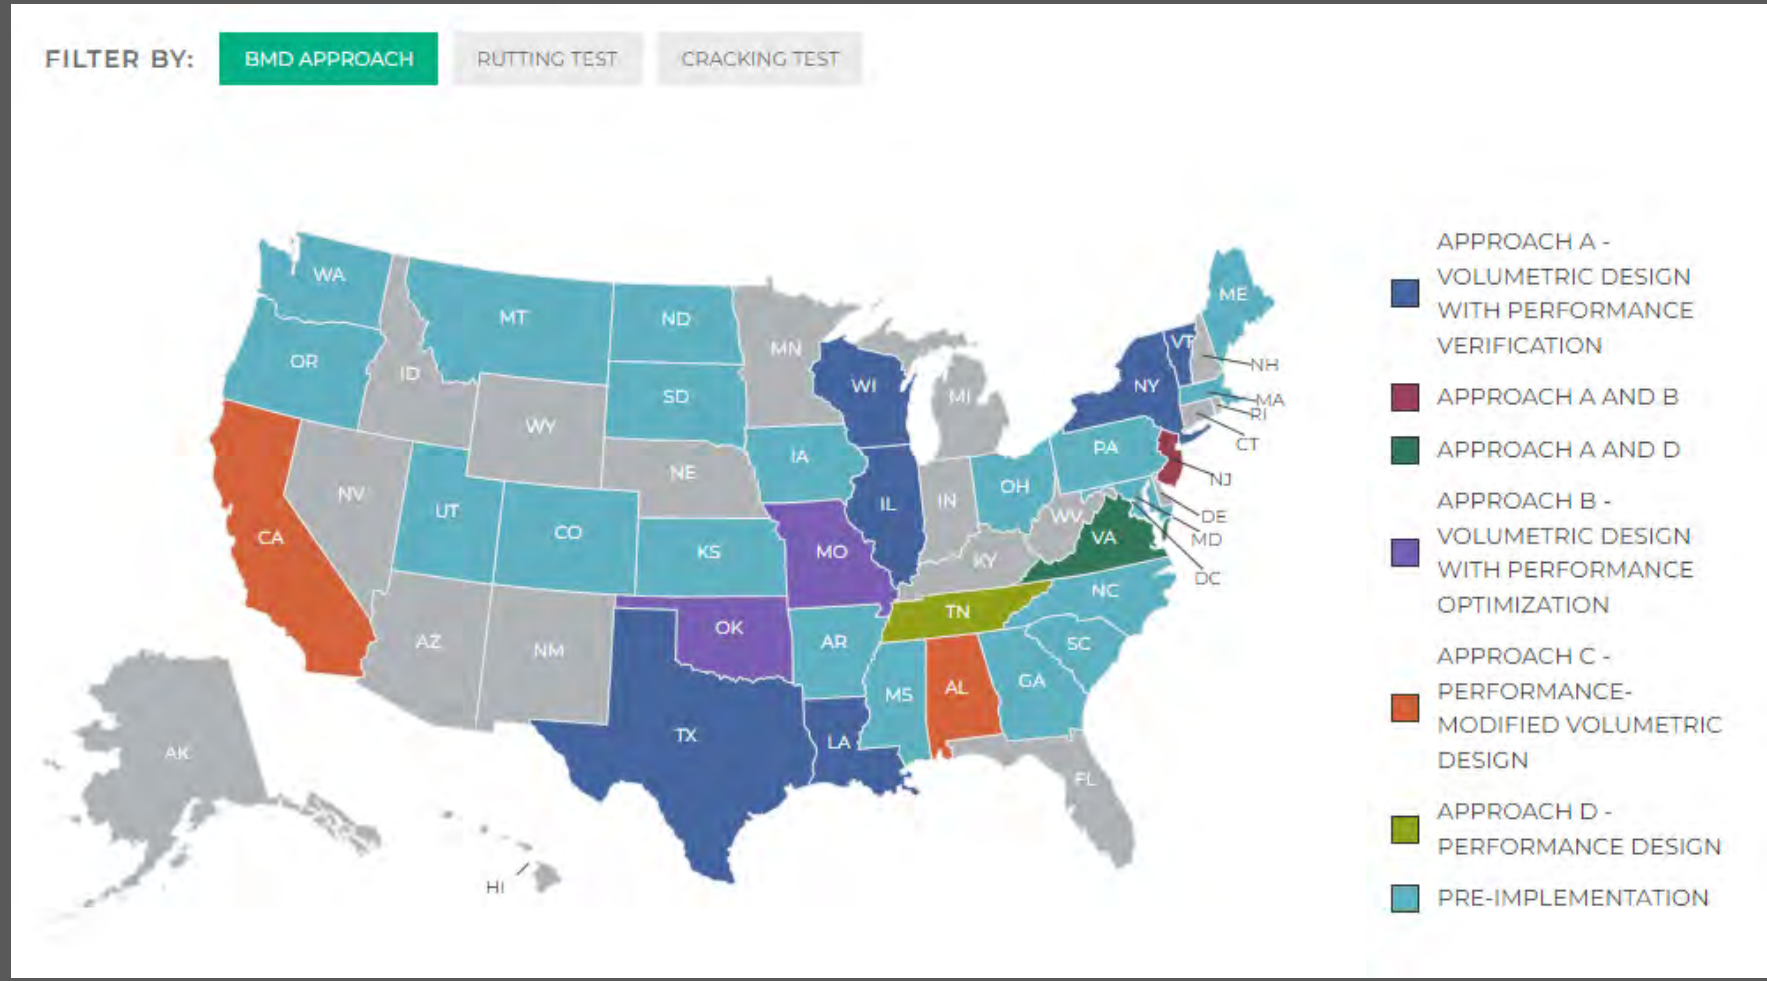 FILTER BY: BMD APPROACH RUTTING TEST CRACKING TEST
WA
MT
ND
MN
ME
OR
ID
SD
WI
MI
NY
VT
NH
MA
RI
CT
WY
IA
PA
NJ
NE
NV
UT
CO
KS
MO
IL
IN
OH
WV
VA
DE
MD
DC
CA
KY
NC
AZ
NM
OK
AR
TN
SC
MS
AL
GA
TX
LA
FL
AK
HI
APPROACH A -
VOLUMETRIC DESIGN
WITH PERFORMANCE
VERIFICATION
APPROACH A AND B
APPROACH A AND D
APPROACH B -
VOLUMETRIC DESIGN
WITH PERFORMANCE
OPTIMIZATION
APPROACH C -
PERFORMANCE-
MODIFIED VOLUMETRIC
DESIGN
APPROACH D -
PERFORMANCE DESIGN
PRE-IMPLEMENTATION